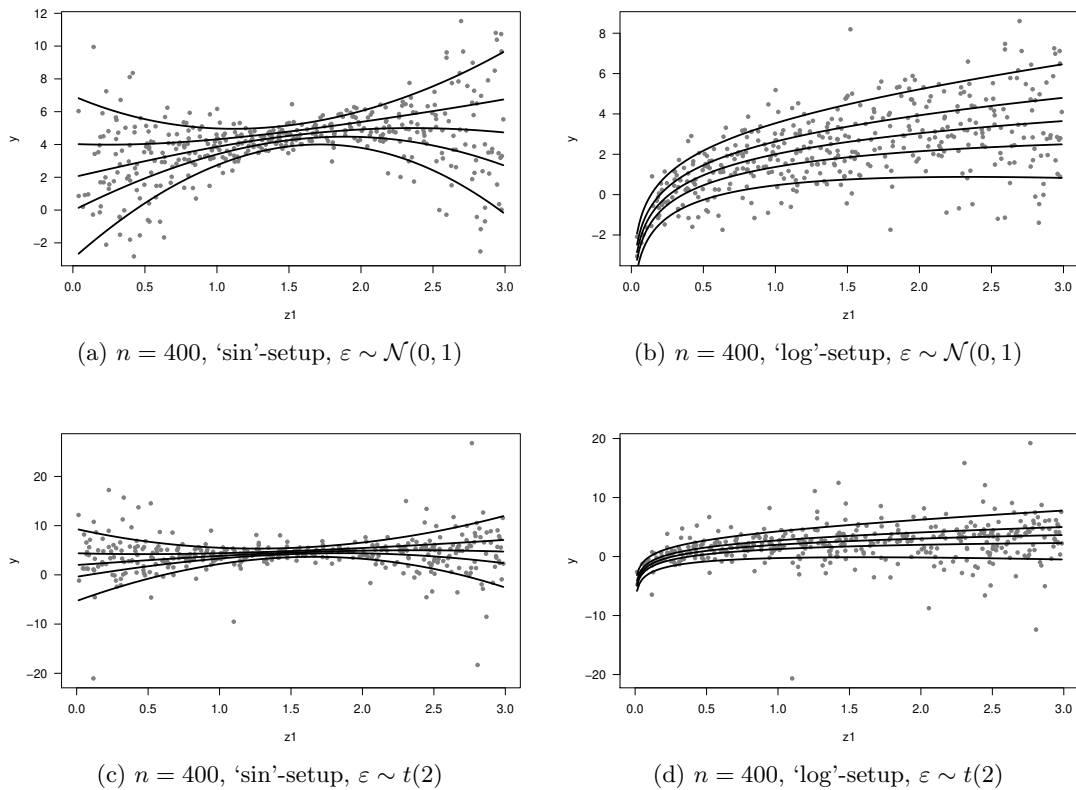 12
10
8
6
4
2
0
−2
y
0.0 0.5 1.0 1.5 2.0 2.5 3.0
z1
(a) n = 400, ‘sin’-setup, ε ∼ 𝒩(0, 1)
8
6
4
2
0
−2
y
0.0 0.5 1.0 1.5 2.0 2.5 3.0
z1
(b) n = 400, ‘log’-setup, ε ∼ 𝒩(0, 1)
20
10
0
−10
−20
y
0.0 0.5 1.0 1.5 2.0 2.5 3.0
z1
(c) n = 400, ‘sin’-setup, ε ∼ t(2)
20
10
0
−10
−20
y
0.0 0.5 1.0 1.5 2.0 2.5 3.0
z1
(d) n = 400, ‘log’-setup, ε ∼ t(2)